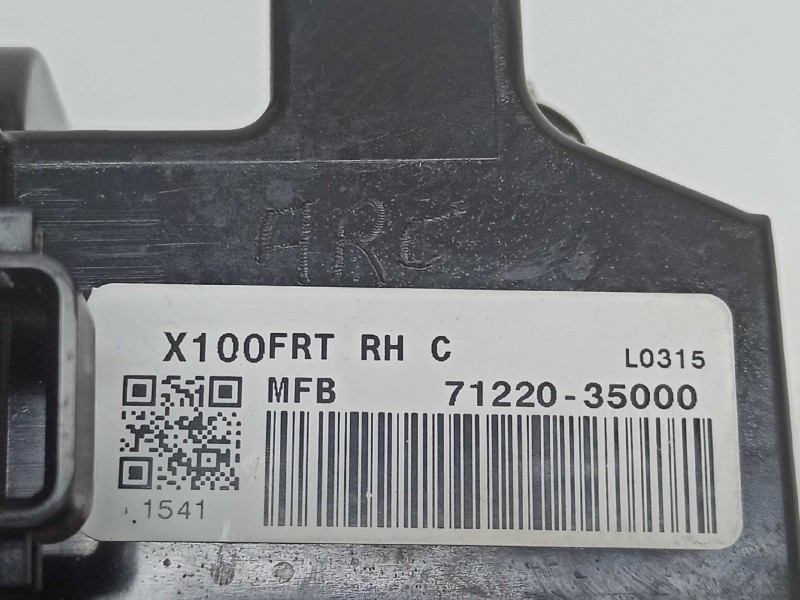 ARC
X100FRT RH C L0315
MFB 71220-35000
1541